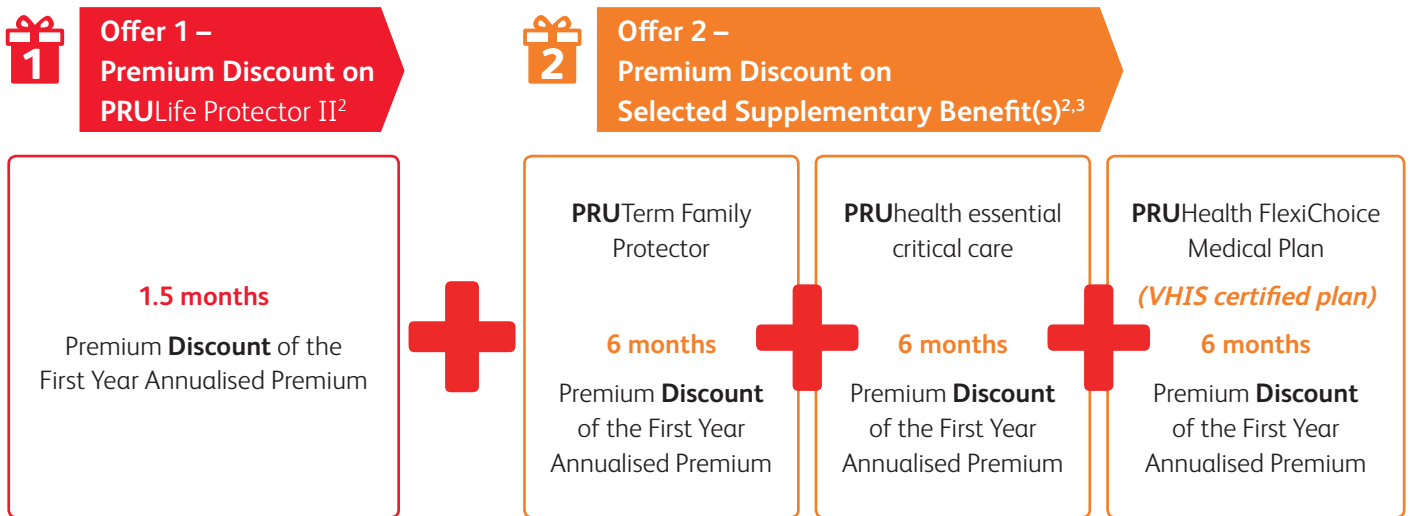 1
Offer 1 –
Premium Discount on
PRULife Protector II2
2
Offer 2 –
Premium Discount on
Selected Supplementary Benefit(s)2,3
1.5 months
Premium Discount of the
First Year Annualised Premium
PRUTerm Family
Protector
6 months
Premium Discount
of the First Year
Annualised Premium
PRUhealth essential
critical care
6 months
Premium Discount
of the First Year
Annualised Premium
PRUHealth FlexiChoice
Medical Plan
(VHIS certified plan)
6 months
Premium Discount
of the First Year
Annualised Premium